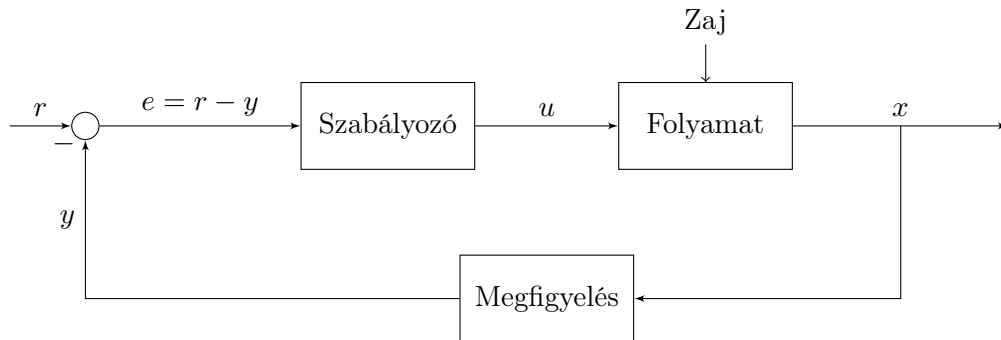 Zaj
r
e = r − y
Szabályozó
u
Folyamat
x
−
y
Megfigyelés